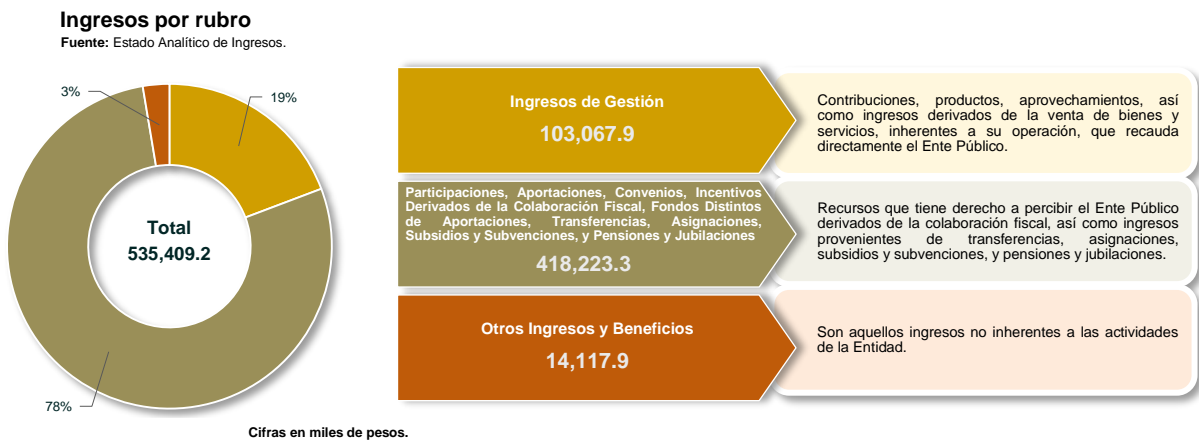 Ingresos por rubro
Fuente: Estado Analítico de Ingresos.
3%
19%
Total
535,409.2
78%
Ingresos de Gestión
103,067.9
Contribuciones, productos, aprovechamientos, así
como ingresos derivados de la venta de bienes y
servicios, inherentes a su operación, que recauda
directamente el Ente Público.
Participaciones, Aportaciones, Convenios, Incentivos
Derivados de la Colaboración Fiscal, Fondos Distintos
de Aportaciones, Transferencias, Asignaciones,
Subsidios y Subvenciones, y Pensiones y Jubilaciones
418,223.3
Recursos que tiene derecho a percibir el Ente Público
derivados de la colaboración fiscal, así como ingresos
provenientes de transferencias, asignaciones,
subsidios y subvenciones, y pensiones y jubilaciones.
Otros Ingresos y Beneficios
14,117.9
Son aquellos ingresos no inherentes a las actividades
de la Entidad.
Cifras en miles de pesos.